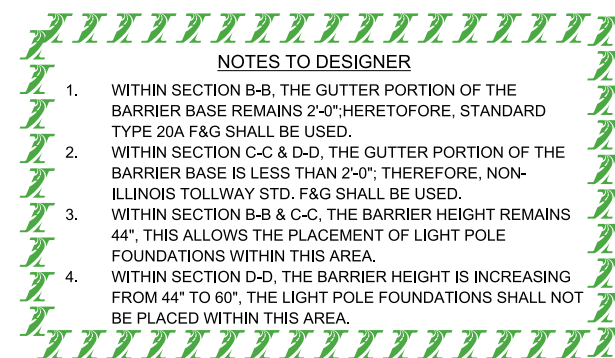 NOTES TO DESIGNER
1. WITHIN SECTION B-B, THE GUTTER PORTION OF THE
BARRIER BASE REMAINS 2'-0";HERETOFORE, STANDARD
TYPE 20A F&G SHALL BE USED.
2. WITHIN SECTION C-C & D-D, THE GUTTER PORTION OF THE
BARRIER BASE IS LESS THAN 2'-0"; THEREFORE, NON-
ILLINOIS TOLLWAY STD. F&G SHALL BE USED.
3. WITHIN SECTION B-B & C-C, THE BARRIER HEIGHT REMAINS
44", THIS ALLOWS THE PLACEMENT OF LIGHT POLE
FOUNDATIONS WITHIN THIS AREA.
4. WITHIN SECTION D-D, THE BARRIER HEIGHT IS INCREASING
FROM 44" TO 60", THE LIGHT POLE FOUNDATIONS SHALL NOT
BE PLACED WITHIN THIS AREA.